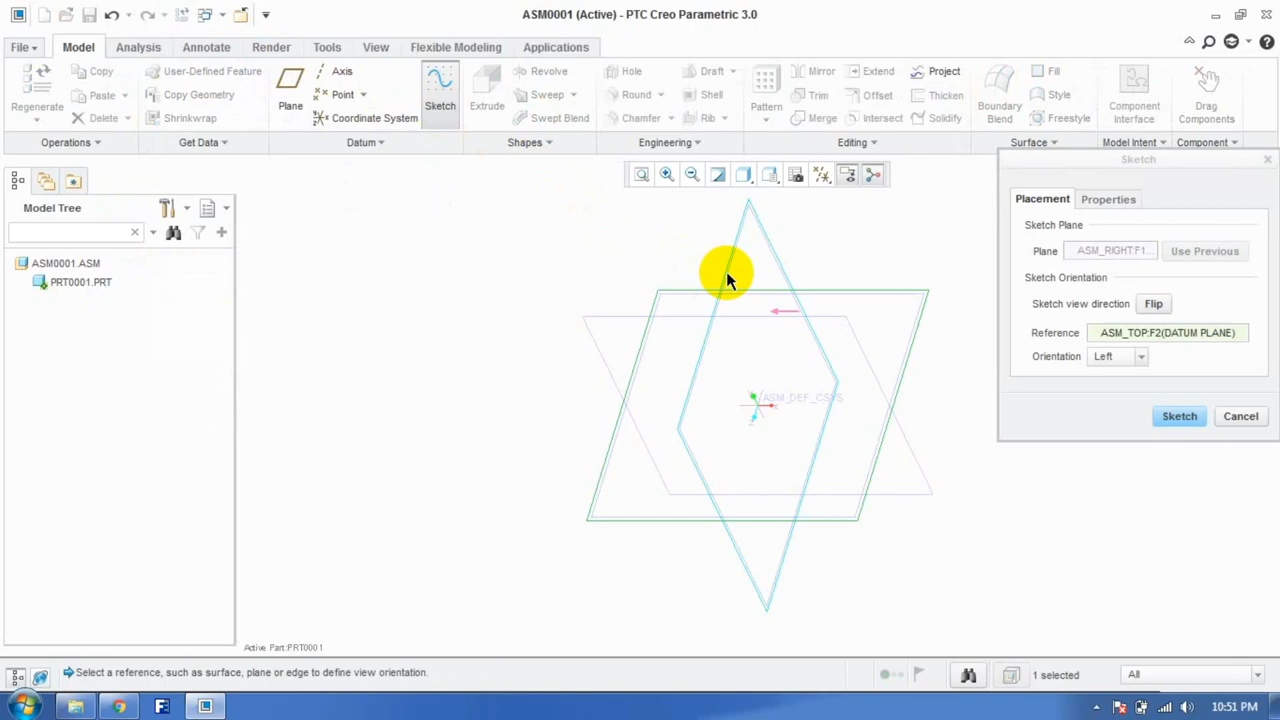 ASM0001 (Active) - PTC Creo Parametric 3.0
File Model Analysis Annotate Render Tools View Flexible Modeling Applications
Regenerate
Copy
Paste
Delete
Operations
User-Defined Feature
Copy Geometry
Shrinkwrap
Get Data
Plane
Axis
Point
Coordinate System
Datum
Sketch
Extrude
Revolve
Sweep
Swept Blend
Shapes
Hole
Round
Chamfer
Draft
Shell
Rib
Engineering
Pattern
Mirror
Trim
Merge
Extend
Offset
Intersect
Project
Thicken
Solidify
Editing
Boundary
Blend
Fill
Style
Freestyle
Surface
Component
Interface
Model Intent
Drag
Components
Component
Model Tree
ASM0001.ASM
PRT0001.PRT
ASM_DEF_CSYS
Active Part:PRT0001
Sketch
Placement Properties
Sketch Plane
Plane ASM_RIGHT:F1... Use Previous
Sketch Orientation
Sketch view direction Flip
Reference ASM_TOP:F2(DATUM PLANE)
Orientation Left
Sketch Cancel
Select a reference, such as surface, plane or edge to define view orientation.
1 selected
All
10:51 PM